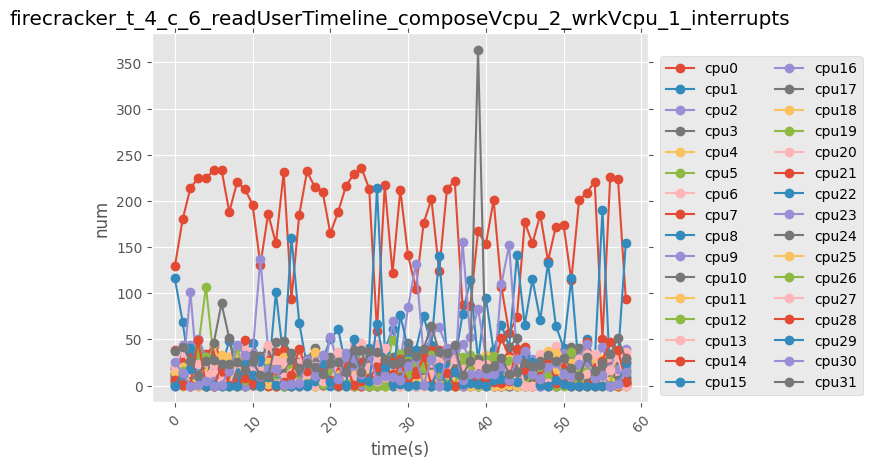 firecracker_t_4_c_6_readUserTimeline_composeVcpu_2_wrkVcpu_1_interrupts
350
300
250
200
150
100
50
0
num
0
10
20
30
40
50
60
time(s)
cpu0
cpu1
cpu2
cpu3
cpu4
cpu5
cpu6
cpu7
cpu8
cpu9
cpu10
cpu11
cpu12
cpu13
cpu14
cpu15
cpu16
cpu17
cpu18
cpu19
cpu20
cpu21
cpu22
cpu23
cpu24
cpu25
cpu26
cpu27
cpu28
cpu29
cpu30
cpu31